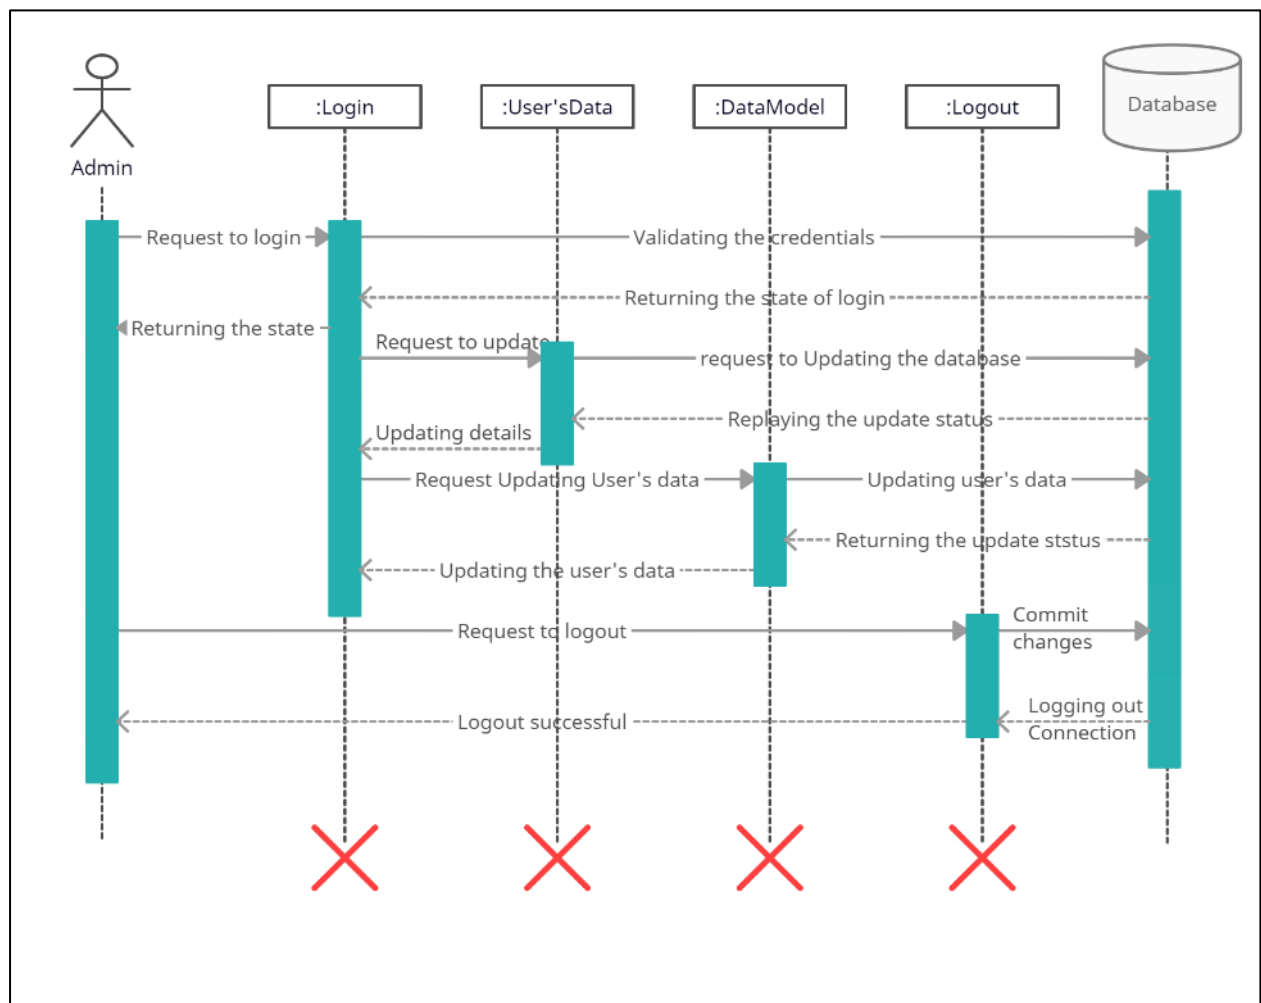 :Login
:User'sData
:DataModel
:Logout
Database
Admin
Request to login
Validating the credentials
Returning the state of login
Returning the state
Request to update
request to Updating the database
Replaying the update status
Updating details
Request Updating User's data
Updating user's data
Returning the update ststus
Updating the user's data
Request to logout
Commit
changes
Logout successful
Logging out
Connection